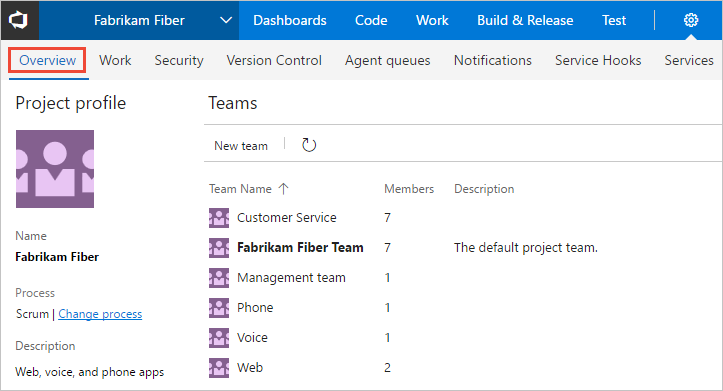 Fabrikam Fiber Dashboards Code Work Build & Release Test
Overview Work Security Version Control Agent queues Notifications Service Hooks Services
Project profile
Teams
New team
Team Name Members Description
Customer Service 7
Fabrikam Fiber Team 7 The default project team.
Management team 1
Phone 1
Voice 1
Web 2
Name
Fabrikam Fiber
Process
Scrum | Change process
Description
Web, voice, and phone apps